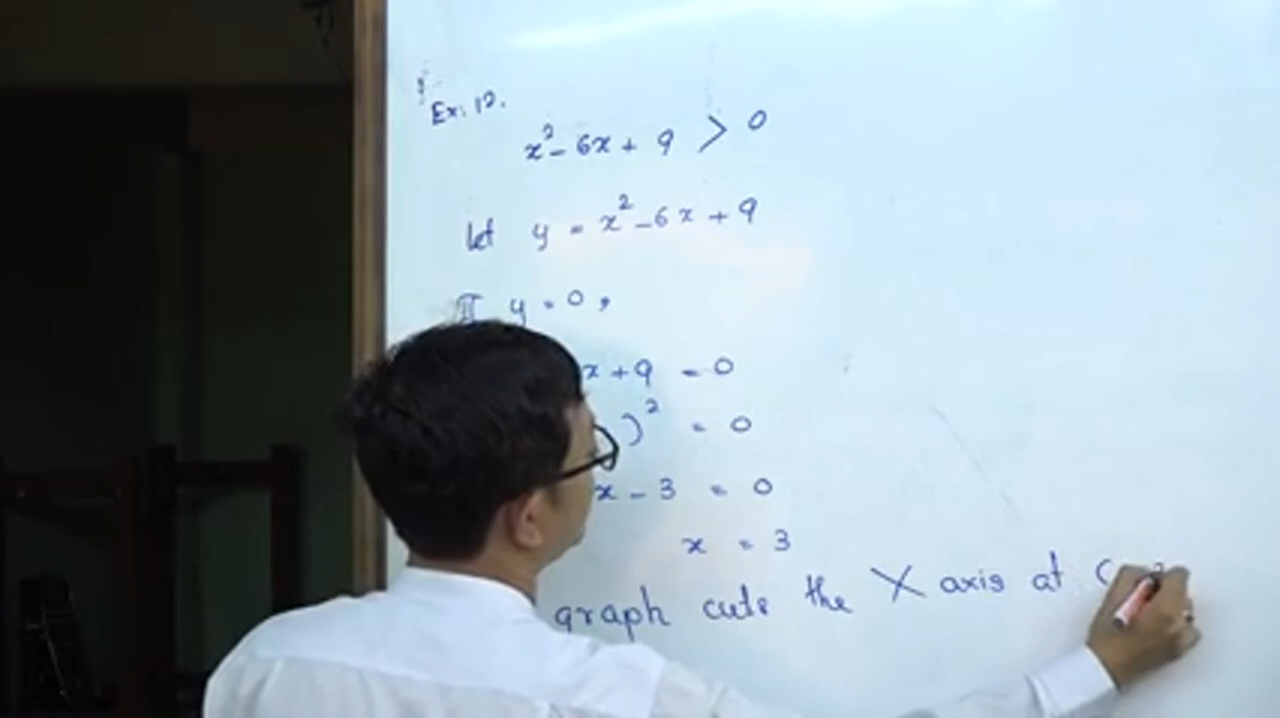 Ex: 12.
x² - 6x + 9 > 0
let y = x² - 6x + 9
If y = 0 ,
x + 9 = 0
)² = 0
x - 3 = 0
x = 3
graph cuts the X axis at (